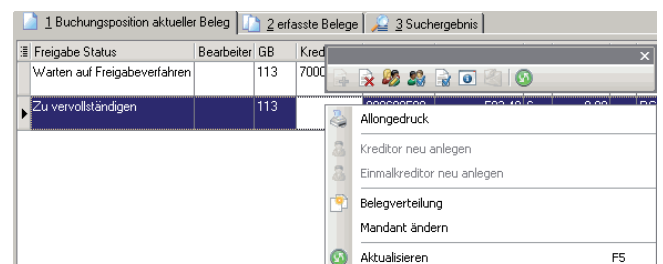 1 Buchungsposition aktueller Beleg 2 erfasste Belege 3 Suchergebnis
Freigabe Status Bearbeiter GB Kred
Warten auf Freigabeverfahren 113 7000
Zu vervollständigen 113
Allongedruck
Kreditor neu anlegen
Einmalkreditor neu anlegen
Belegverteilung
Mandant ändern
Aktualisieren F5